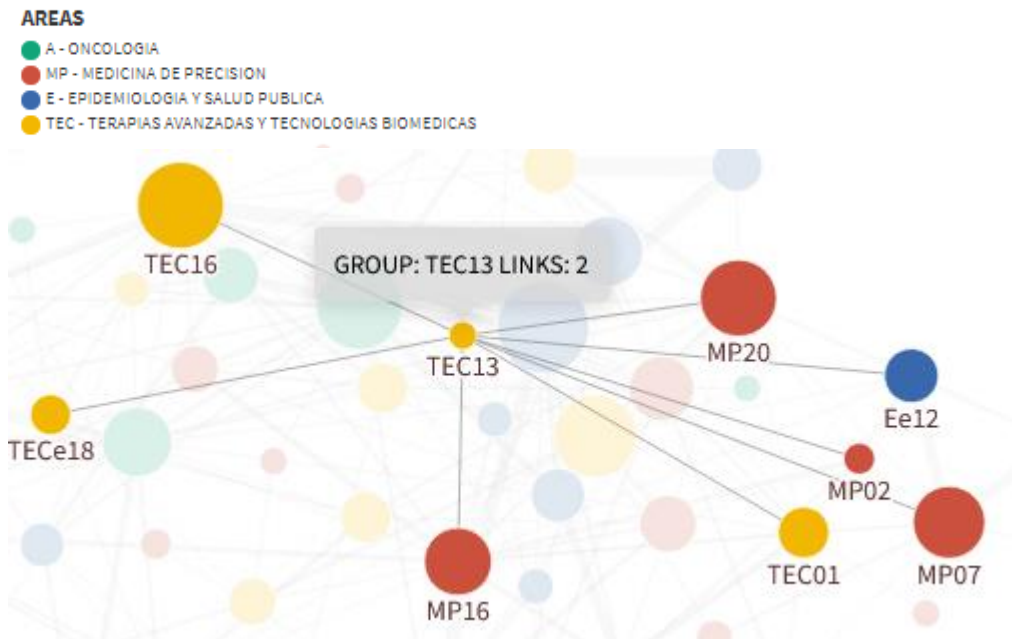 AREAS
A - ONCOLOGIA
MP - MEDICINA DE PRECISION
E - EPIDEMIOLOGIA Y SALUD PUBLICA
TEC - TERAPIAS AVANZADAS Y TECNOLOGIAS BIOMEDICAS
TEC16
GROUP: TEC13 LINKS: 2
MP20
TEC13
Ee12
TECe18
MP02
TEC01
MP07
MP16